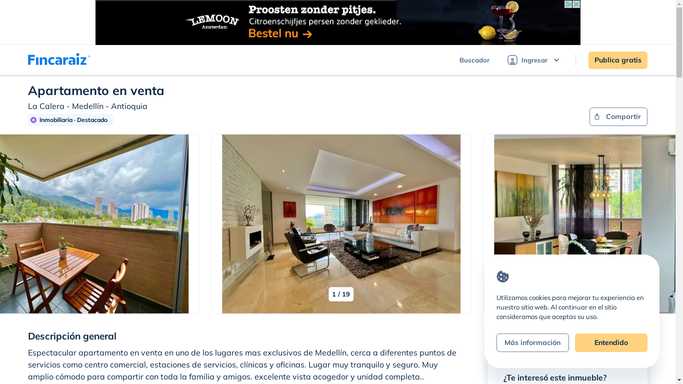 LEMOON
Amsterdam
Proosten zonder pitjes.
Citroenschijfjes persen zonder geklieder.
Bestel nu →
Fincaraiz
Buscador
Ingresar
Publica gratis
Apartamento en venta
La Calera - Medellín - Antioquia
Inmobiliaria · Destacado
Compartir
1 / 19
Descripción general
Espectacular apartamento en venta en uno de los lugares mas exclusivos de Medellín, cerca a diferentes puntos de
servicios como centro comercial, estaciones de servicios, clínicas y oficinas. Lugar muy tranquilo y seguro. Muy
amplio cómodo para compartir con toda la familia y amigos. excelente vista acogedor y unidad completa..
Utilizamos cookies para mejorar tu experiencia en
nuestro sitio web. Al continuar en el sitio
consideramos que aceptas su uso.
Más información
Entendido
¿Te interesó este inmueble?